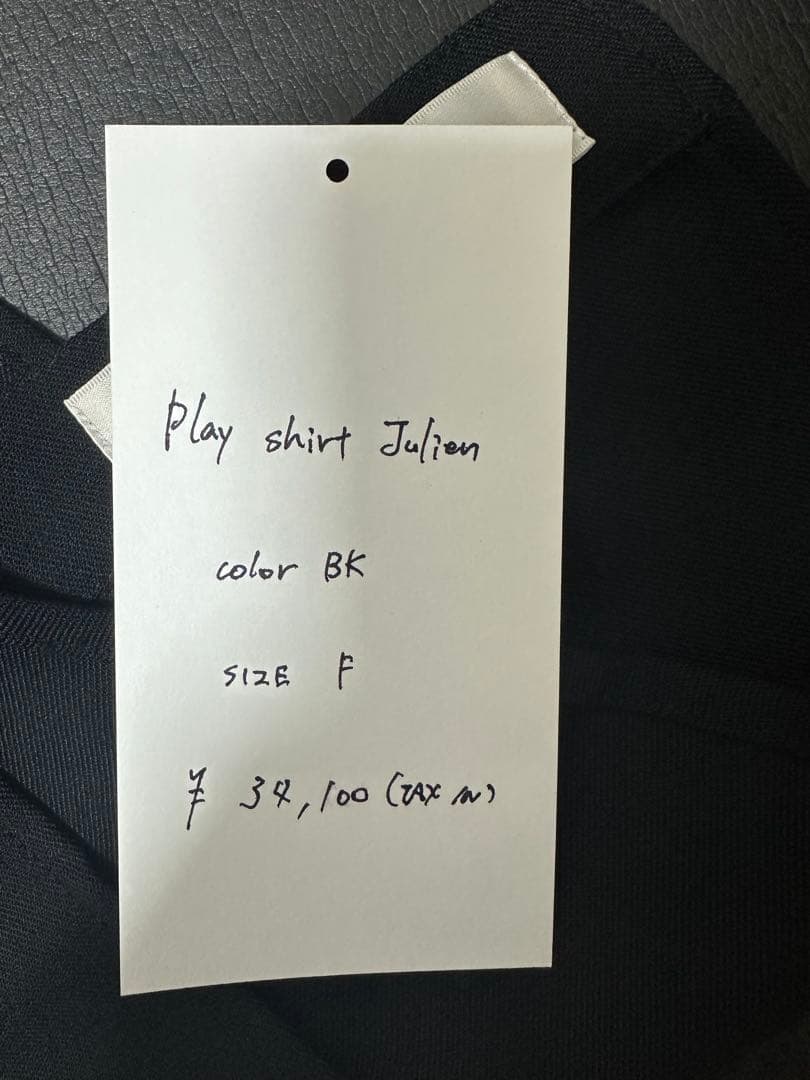 Play shirt Julien
color BK
SIZE F
¥ 34,100 (TAX IN)